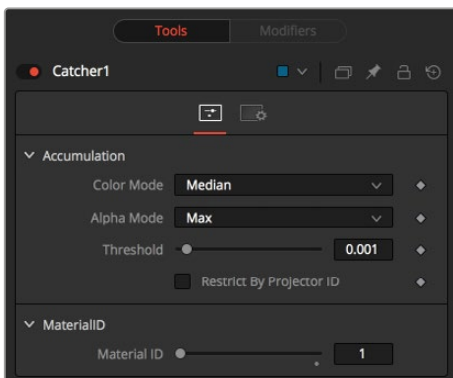 Tools Modifiers
Catcher1
Accumulation
Color Mode Median
Alpha Mode Max
Threshold 0.001
Restrict By Projector ID
MaterialID
Material ID 1